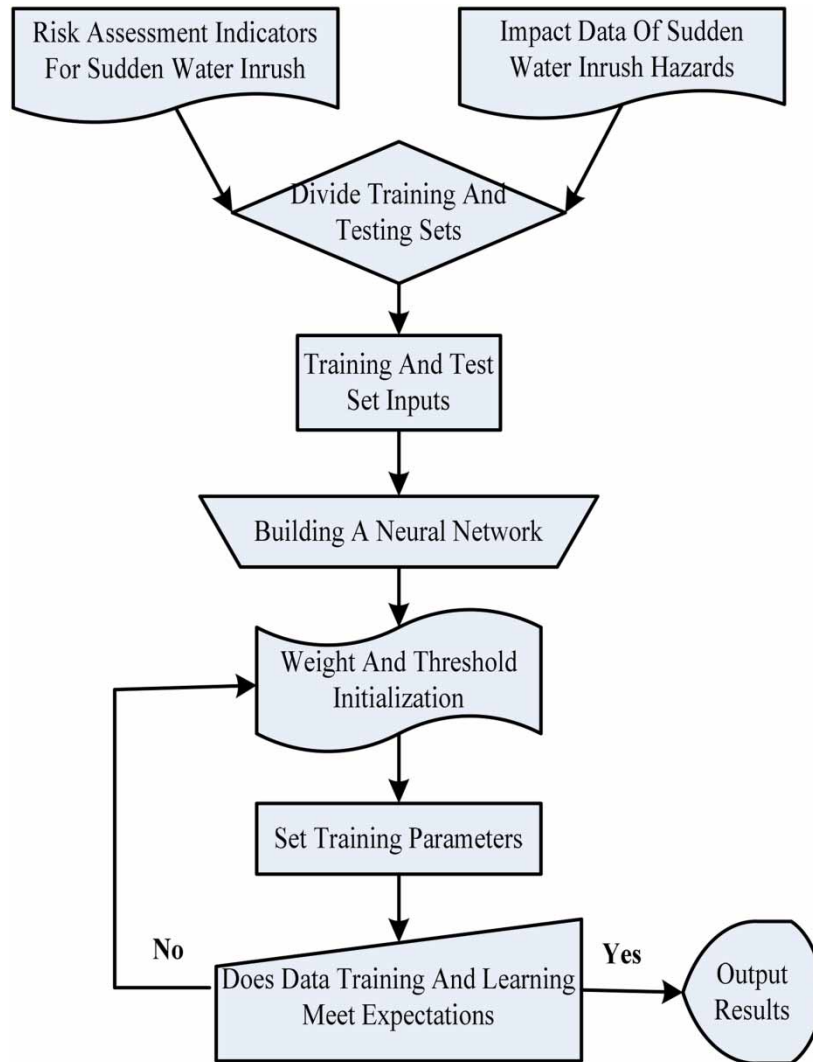 Risk Assessment Indicators
For Sudden Water Inrush
Impact Data Of Sudden
Water Inrush Hazards
Divide Training And
Testing Sets
Training And Test
Set Inputs
Building A Neural Network
Weight And Threshold
Initialization
Set Training Parameters
No
Does Data Training And Learning
Meet Expectations
Yes
Output
Results